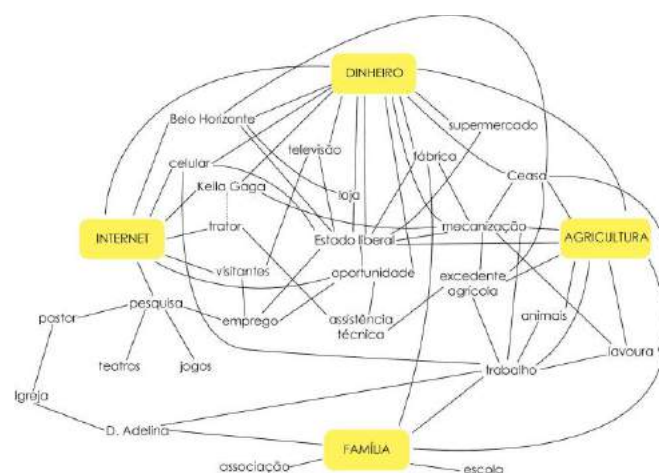 DINHEIRO
Belo Horizonte
supermercado
televisão
fábrica
celular
Ceasa
Keila Gaga
loja
trator
mecanização
INTERNET
Estado liberal
AGRICULTURA
visitantes
oportunidade
excedente
agrícola
pesquisa
pastor
emprego
assistência
técnica
animais
lavoura
teatros
jogos
trabalho
Igreja
D. Adelina
FAMÍLIA
associação
escola